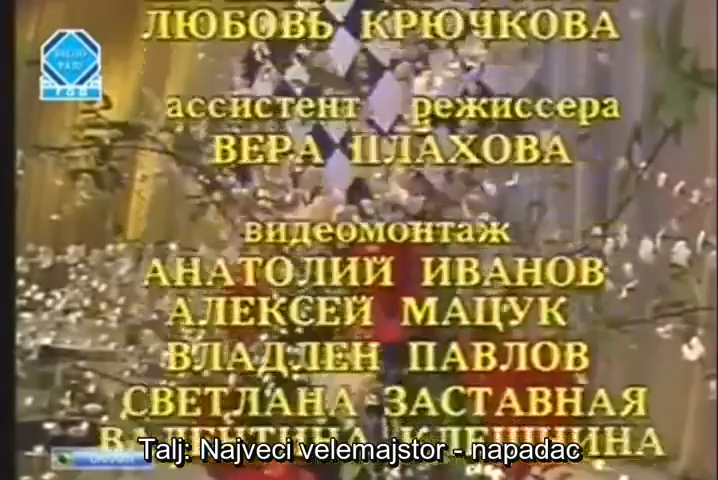 ЛЮБОВЬ КРЮЧКОВА
ассистент режиссера
ВЕРА ПЛАХОВА
видеомонтаж
АНАТОЛИЙ ИВАНОВ
АЛЕКСЕЙ МАЦУК
ВЛАДЛЕН ПАВЛОВ
СВЕТЛАНА ЗАСТАВНАЯ
ВАЛЕНТИНА
Talj: Najveci velemajstor - napadac